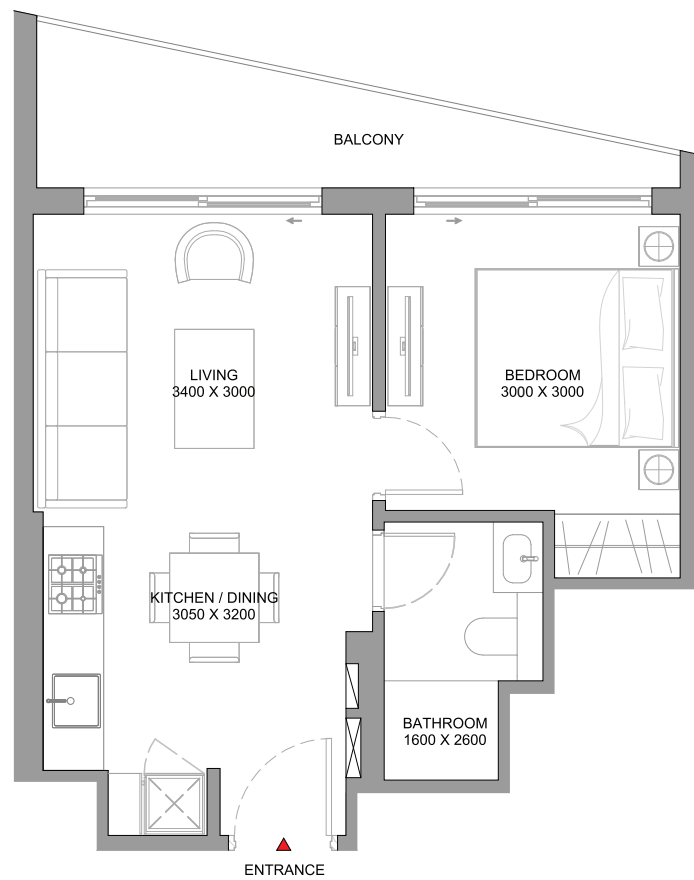 BALCONY
LIVING
3400 X 3000
BEDROOM
3000 X 3000
KITCHEN / DINING
3050 X 3200
BATHROOM
1600 X 2600
ENTRANCE